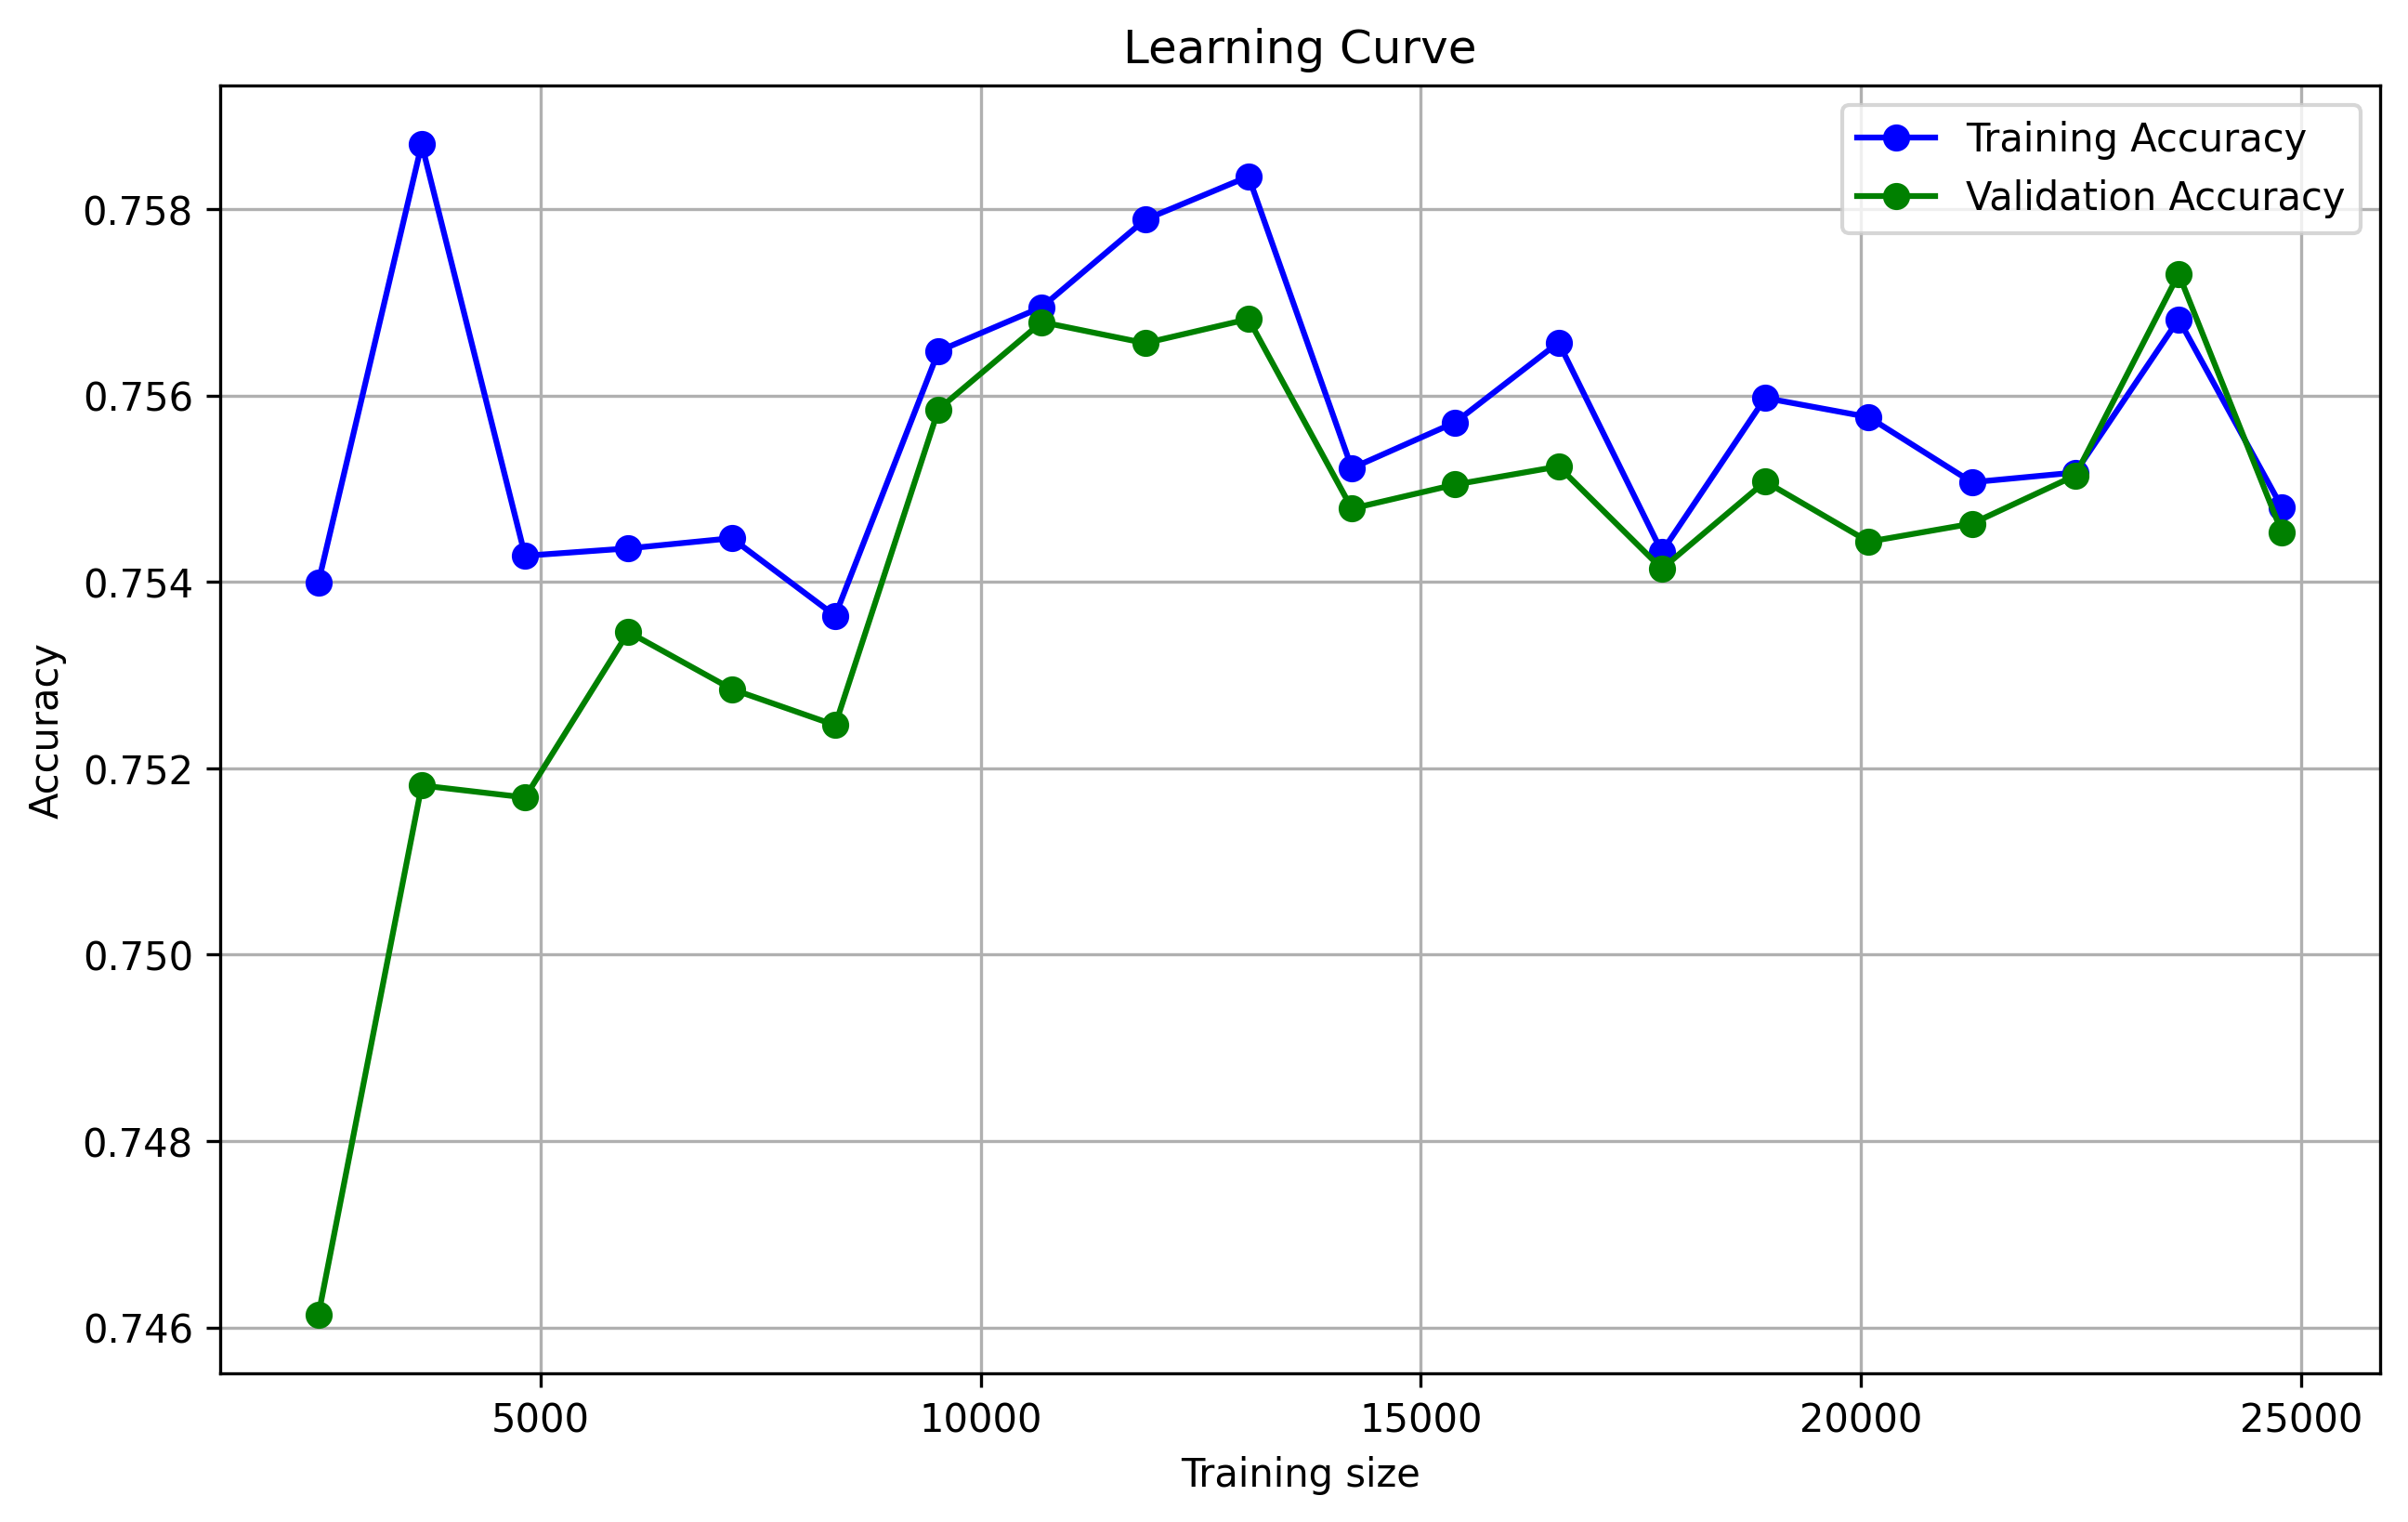 Learning Curve
Training Accuracy
Validation Accuracy
0.758
0.756
0.754
0.752
0.750
0.748
0.746
Accuracy
5000 10000 15000 20000 25000
Training size